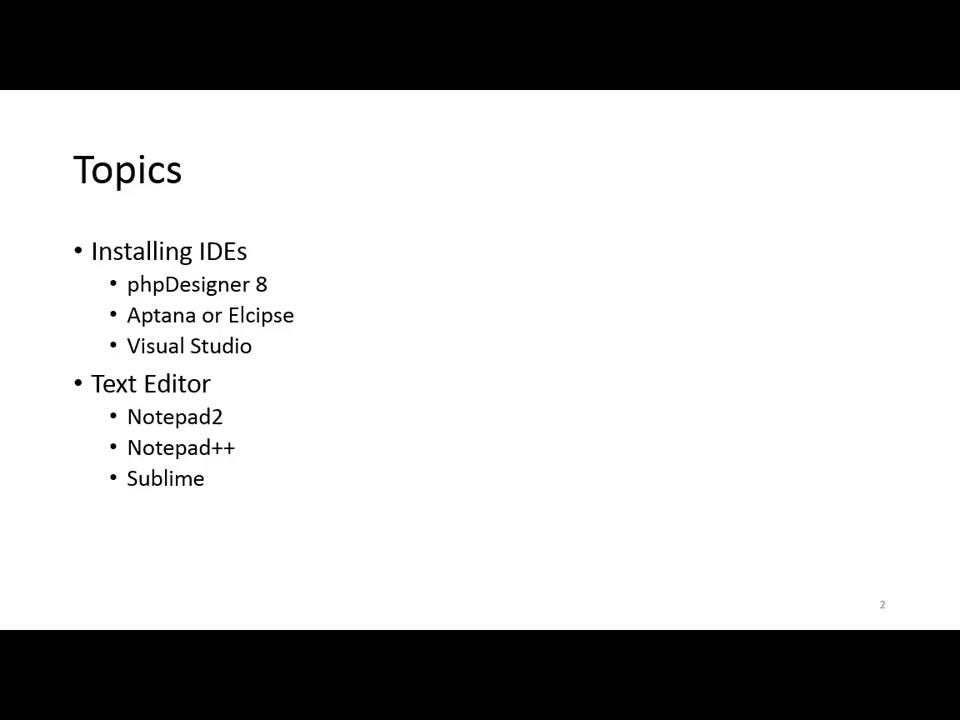 Topics
• Installing IDEs
• phpDesigner 8
• Aptana or Elcipse
• Visual Studio
• Text Editor
• Notepad2
• Notepad++
• Sublime
2